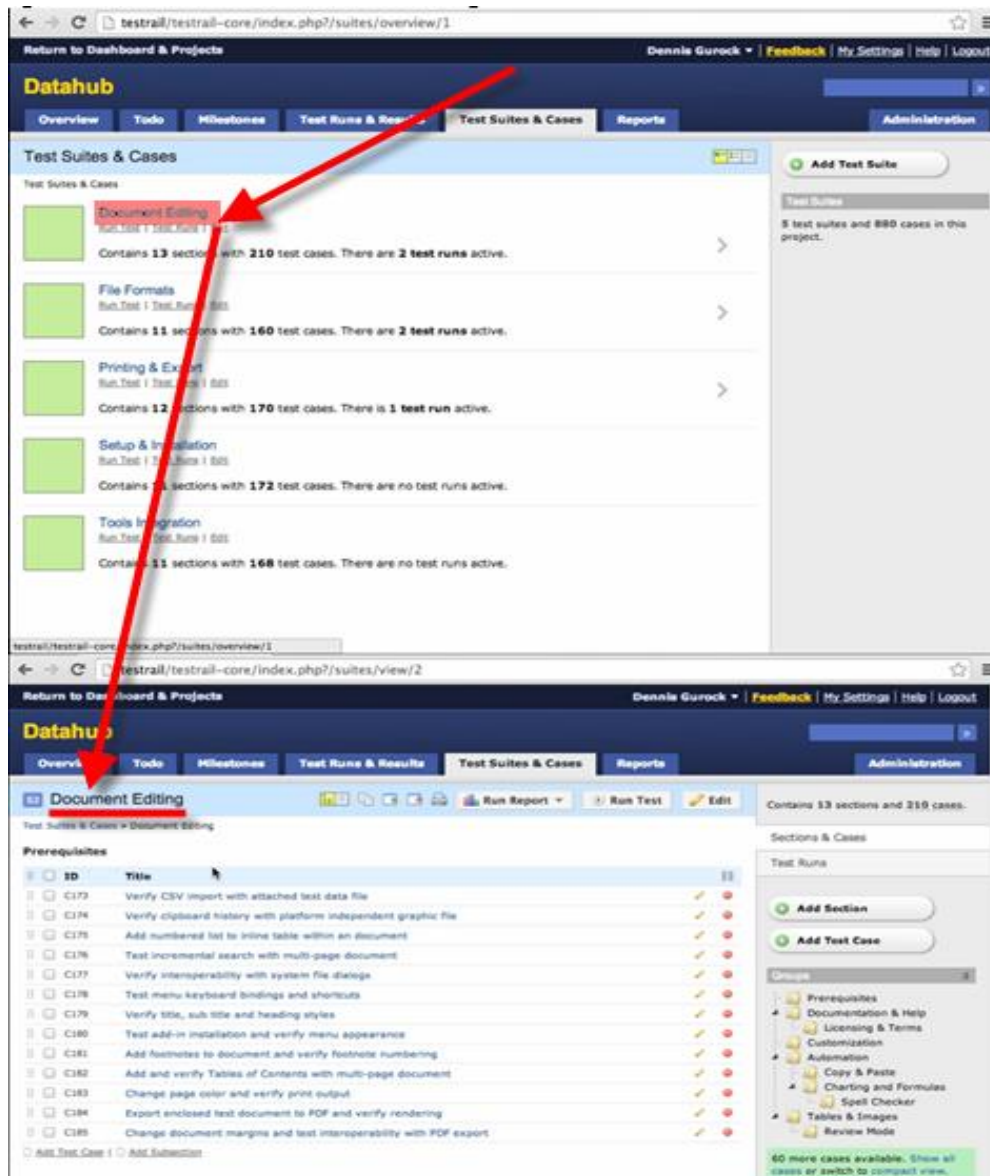 testrail/testrail-core/index.php?/suites/overview/1
Return to Dashboard & Projects
Dennis Gurock | Feedback | My Settings | Help | Logout
Datahub
Overview Todo Milestones Test Runs & Results Test Suites & Cases Reports Administration
Test Suites & Cases
Add Test Suite
Test Suites & Cases
Test Suites
5 test suites and 880 cases in this
project.
Document Editing
Run Test | Test Runs | Edit
Contains 13 sections with 210 test cases. There are 2 test runs active.
File Formats
Run Test | Test Runs | Edit
Contains 11 sections with 160 test cases. There are 2 test runs active.
Printing & Export
Run Test | Test Runs | Edit
Contains 12 sections with 170 test cases. There is 1 test run active.
Setup & Installation
Run Test | Test Runs | Edit
Contains 11 sections with 172 test cases. There are no test runs active.
Tools Integration
Run Test | Test Runs | Edit
Contains 11 sections with 168 test cases. There are no test runs active.
testrail/testrail-core/index.php?/suites/overview/1
testrail/testrail-core/index.php?/suites/view/2
Return to Dashboard & Projects
Dennis Gurock | Feedback | My Settings | Help | Logout
Datahub
Overview Todo Milestones Test Runs & Results Test Suites & Cases Reports Administration
Document Editing
Run Report Run Test Edit
Contains 13 sections and 210 cases.
Test Suites & Cases » Document Editing
Sections & Cases
Test Runs
Add Section
Add Test Case
Prerequisites
ID Title
C173 Verify CSV import with attached test data file
C174 Verify clipboard history with platform independent graphic file
C175 Add numbered list to inline table within an document
C176 Test incremental search with multi-page document
C177 Verify interoperability with system file dialogs
C178 Test menu keyboard bindings and shortcuts
C179 Verify title, sub title and heading styles
C180 Test add-in installation and verify menu appearance
C181 Add footnotes to document and verify footnote numbering
C182 Add and verify Tables of Contents with multi-page document
C183 Change page color and verify print output
C184 Export enclosed test document to PDF and verify rendering
C185 Change document margins and test interoperability with PDF export
Add Test Case | Add Subsection
Groups
Prerequisites
Documentation & Help
Licensing & Terms
Customization
Automation
Copy & Paste
Charting and Formulas
Spell Checker
Tables & Images
Review Mode
60 more cases available. Show all
cases or switch to compact view.